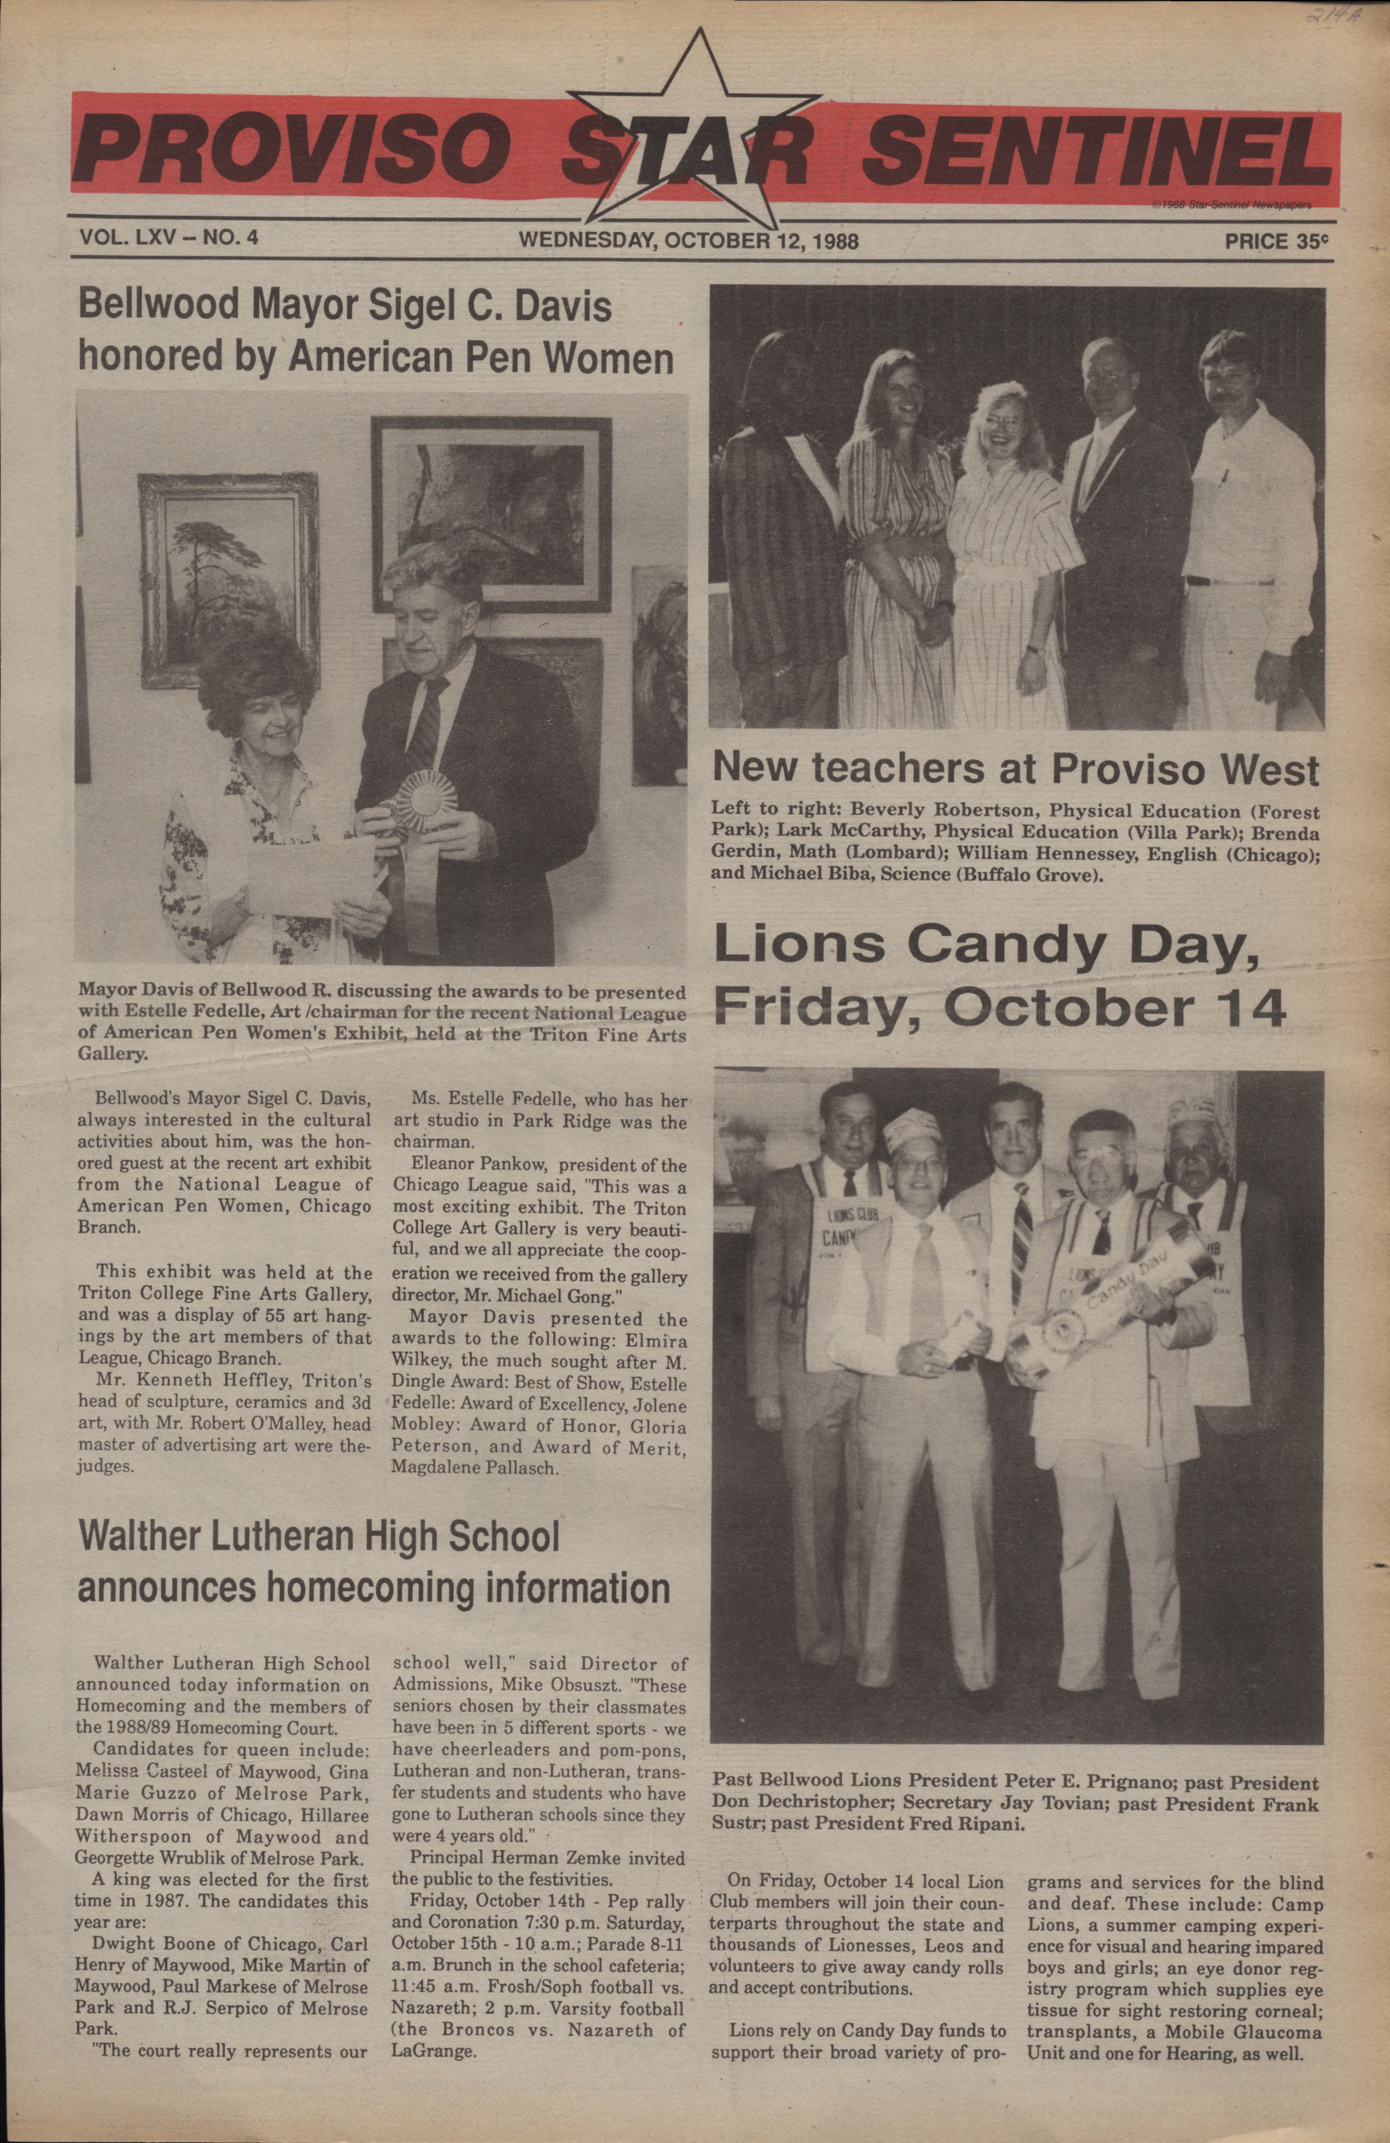 214A
PROVISO STAR SENTINEL
©1988 Star-Sentinel Newspapers
VOL. LXV – NO. 4
WEDNESDAY, OCTOBER 12, 1988
PRICE 35¢
Bellwood Mayor Sigel C. Davis
honored by American Pen Women
Mayor Davis of Bellwood R. discussing the awards to be presented
with Estelle Fedelle, Art /chairman for the recent National League
of American Pen Women's Exhibit, held at the Triton Fine Arts
Gallery.
Bellwood's Mayor Sigel C. Davis,
always interested in the cultural
activities about him, was the hon-
ored guest at the recent art exhibit
from the National League of
American Pen Women, Chicago
Branch.
This exhibit was held at the
Triton College Fine Arts Gallery,
and was a display of 55 art hang-
ings by the art members of that
League, Chicago Branch.
Mr. Kenneth Heffley, Triton's
head of sculpture, ceramics and 3d
art, with Mr. Robert O'Malley, head
master of advertising art were the-
judges.
Ms. Estelle Fedelle, who has her
art studio in Park Ridge was the
chairman.
Eleanor Pankow, president of the
Chicago League said, "This was a
most exciting exhibit. The Triton
College Art Gallery is very beauti-
ful, and we all appreciate the coop-
eration we received from the gallery
director, Mr. Michael Gong."
Mayor Davis presented the
awards to the following: Elmira
Wilkey, the much sought after M.
Dingle Award: Best of Show, Estelle
Fedelle: Award of Excellency, Jolene
Mobley: Award of Honor, Gloria
Peterson, and Award of Merit,
Magdalene Pallasch.
Walther Lutheran High School
announces homecoming information
Walther Lutheran High School
announced today information on
Homecoming and the members of
the 1988/89 Homecoming Court.
Candidates for queen include:
Melissa Casteel of Maywood, Gina
Marie Guzzo of Melrose Park,
Dawn Morris of Chicago, Hillaree
Witherspoon of Maywood and
Georgette Wrublik of Melrose Park.
A king was elected for the first
time in 1987. The candidates this
year are:
Dwight Boone of Chicago, Carl
Henry of Maywood, Mike Martin of
Maywood, Paul Markese of Melrose
Park and R.J. Serpico of Melrose
Park.
"The court really represents our
school well," said Director of
Admissions, Mike Obsuszt. "These
seniors chosen by their classmates
have been in 5 different sports - we
have cheerleaders and pom-pons,
Lutheran and non-Lutheran, trans-
fer students and students who have
gone to Lutheran schools since they
were 4 years old."
Principal Herman Zemke invited
the public to the festivities.
Friday, October 14th - Pep rally
and Coronation 7:30 p.m. Saturday,
October 15th - 10 a.m.; Parade 8-11
a.m. Brunch in the school cafeteria;
11:45 a.m. Frosh/Soph football vs.
Nazareth; 2 p.m. Varsity football
(the Broncos vs. Nazareth of
LaGrange.
New teachers at Proviso West
Left to right: Beverly Robertson, Physical Education (Forest
Park); Lark McCarthy, Physical Education (Villa Park); Brenda
Gerdin, Math (Lombard); William Hennessey, English (Chicago);
and Michael Biba, Science (Buffalo Grove).
Lions Candy Day,
Friday, October 14
LIONS CLUB
CANDY
Candy Day
Past Bellwood Lions President Peter E. Prignano; past President
Don Dechristopher; Secretary Jay Tovian; past President Frank
Sustr; past President Fred Ripani.
On Friday, October 14 local Lion
Club members will join their coun-
terparts throughout the state and
thousands of Lionesses, Leos and
volunteers to give away candy rolls
and accept contributions.
Lions rely on Candy Day funds to
support their broad variety of pro-
grams and services for the blind
and deaf. These include: Camp
Lions, a summer camping experi-
ence for visual and hearing impared
boys and girls; an eye donor reg-
istry program which supplies eye
tissue for sight restoring corneal;
transplants, a Mobile Glaucoma
Unit and one for Hearing, as well.